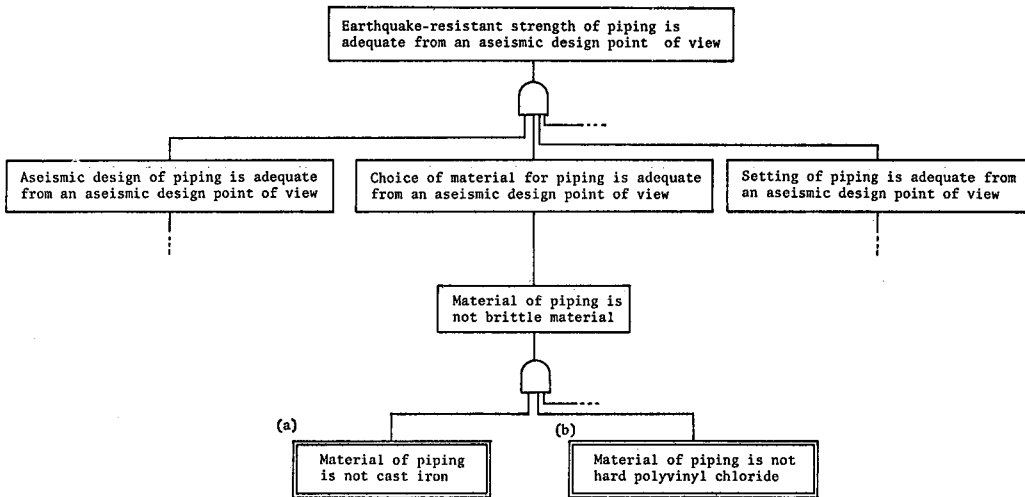 Earthquake-resistant strength of piping is
adequate from an aseismic design point of view
Aseismic design of piping is adequate
from an aseismic design point of view
Choice of material for piping is adequate
from an aseismic design point of view
Setting of piping is adequate from
an aseismic design point of view
Material of piping is
not brittle material
(a)
Material of piping
is not cast iron
(b)
Material of piping is not
hard polyvinyl chloride